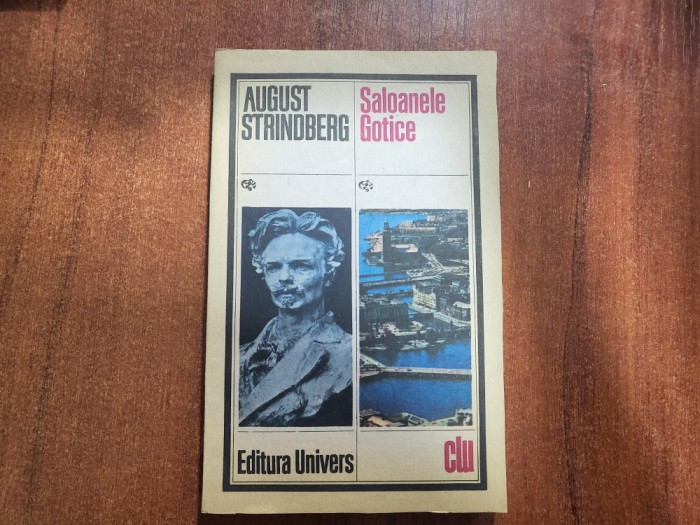 AUGUST
STRINDBERG
Saloanele
Gotice
Editura Univers
clu